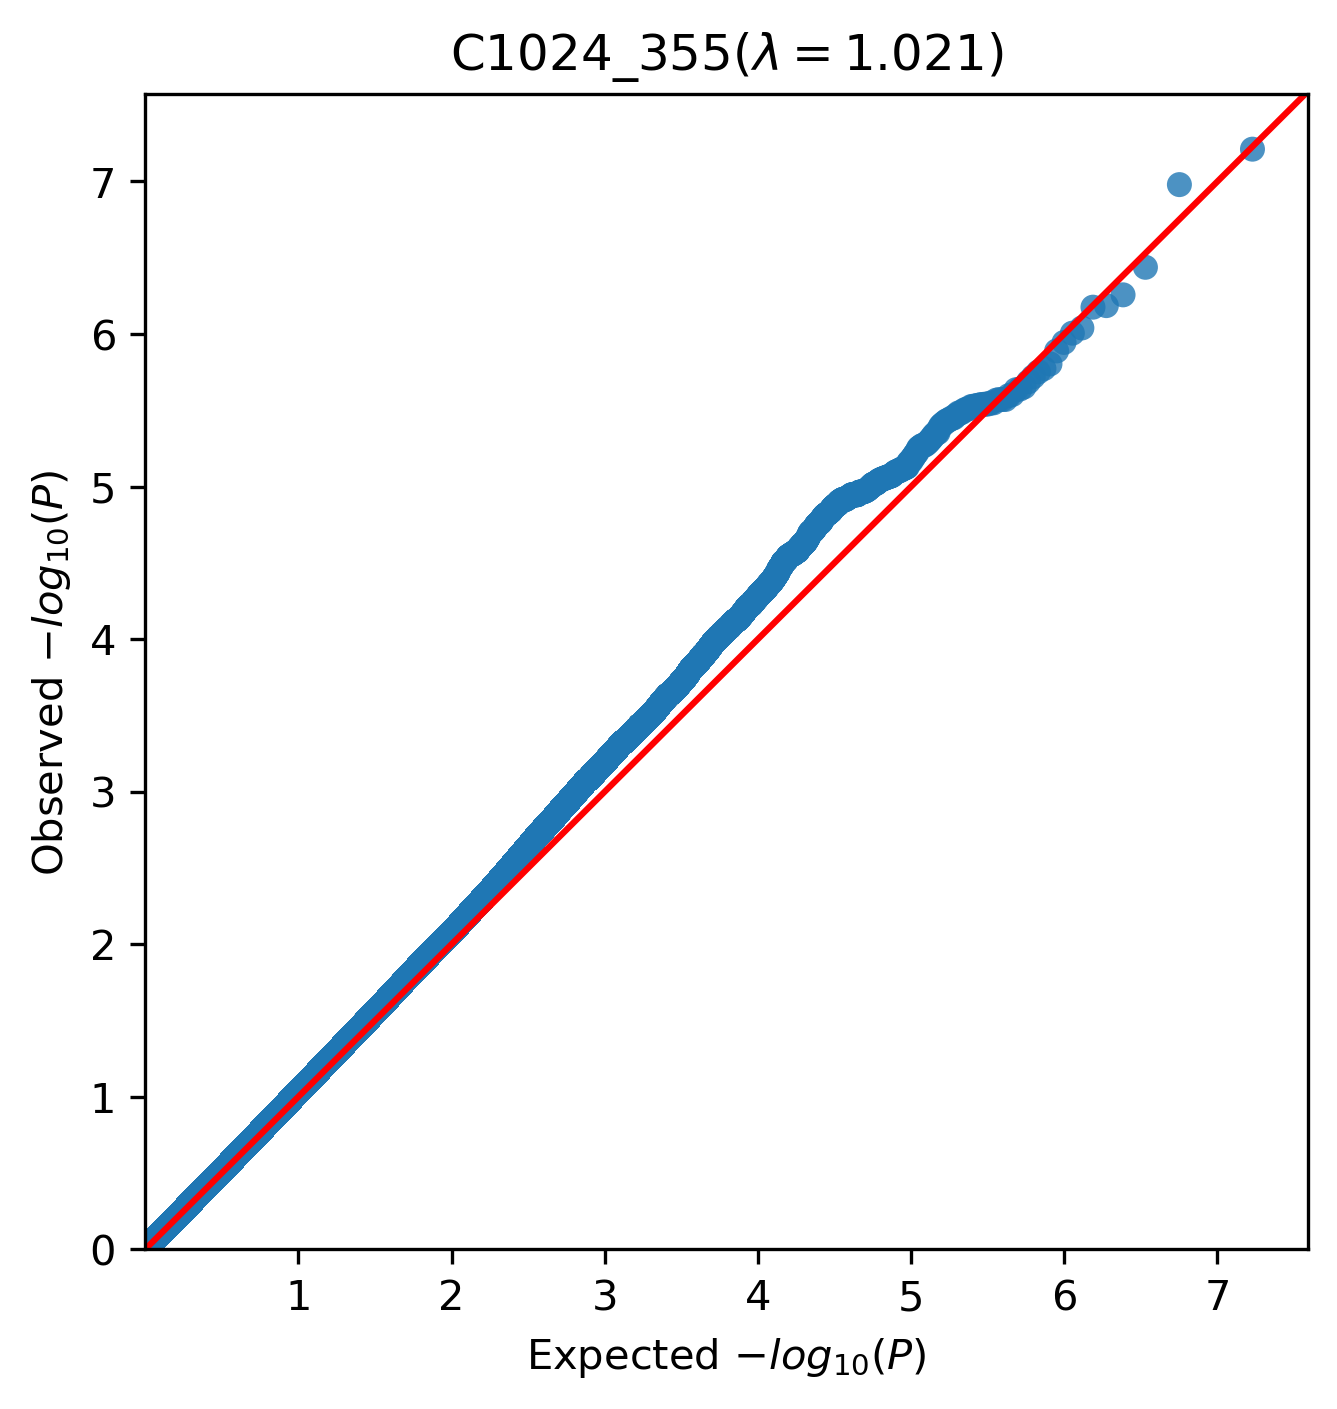 C1024_355(λ = 1.021)
Observed −log₁₀(P)
7
6
5
4
3
2
1
0
1 2 3 4 5 6 7
Expected −log₁₀(P)